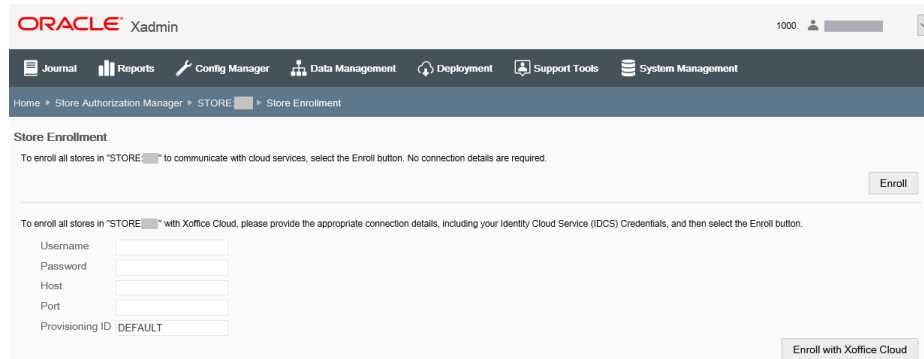 ORACLE Xadmin
1000
Journal Reports Config Manager Data Management Deployment Support Tools System Management
Home Store Authorization Manager STORE: Store Enrollment
Store Enrollment
To enroll all stores in "STORE: " to communicate with cloud services, select the Enroll button. No connection details are required.
Enroll
To enroll all stores in "STORE " with Xoffice Cloud, please provide the appropriate connection details, including your Identity Cloud Service (IDCS) Credentials, and then select the Enroll button.
Username
Password
Host
Port
Provisioning ID DEFAULT
Enroll with Xoffice Cloud